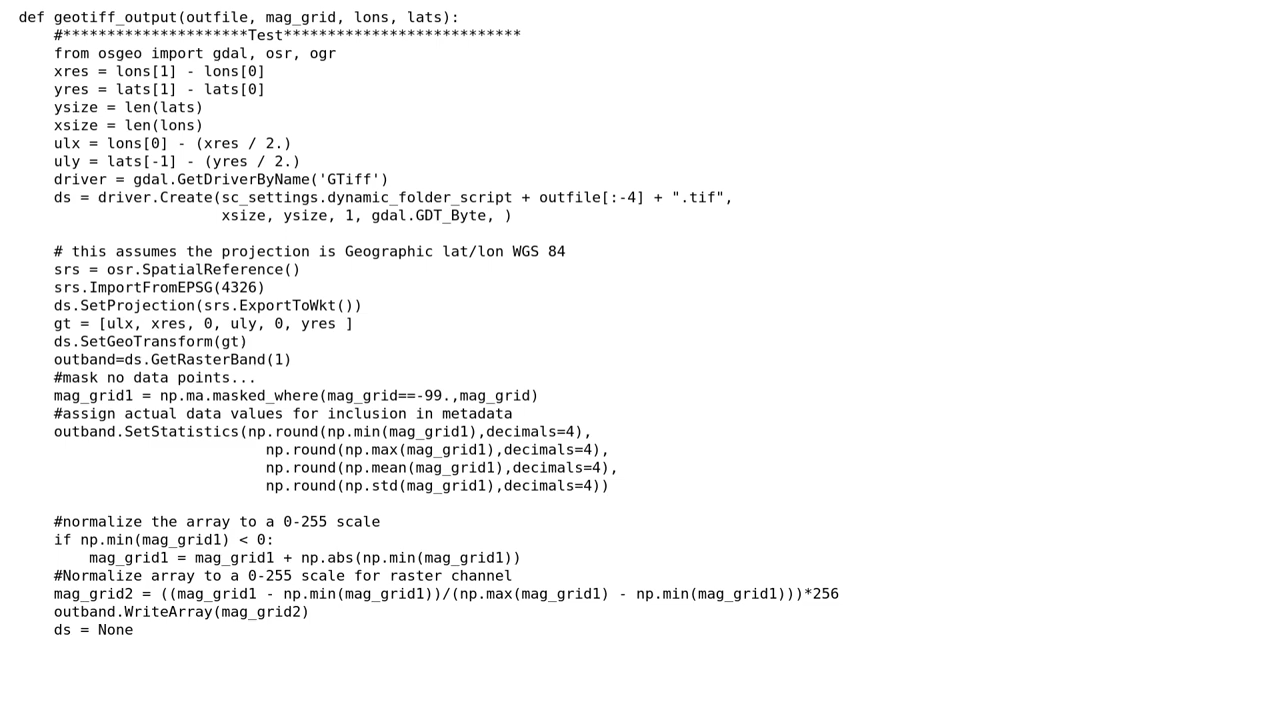 def geotiff_output(outfile, mag_grid, lons, lats):
    #*********************Test***************************
    from osgeo import gdal, osr, ogr
    xres = lons[1] - lons[0]
    yres = lats[1] - lats[0]
    ysize = len(lats)
    xsize = len(lons)
    ulx = lons[0] - (xres / 2.)
    uly = lats[-1] - (yres / 2.)
    driver = gdal.GetDriverByName('GTiff')
    ds = driver.Create(sc_settings.dynamic_folder_script + outfile[:-4] + ".tif",
                       xsize, ysize, 1, gdal.GDT_Byte, )

    # this assumes the projection is Geographic lat/lon WGS 84
    srs = osr.SpatialReference()
    srs.ImportFromEPSG(4326)
    ds.SetProjection(srs.ExportToWkt())
    gt = [ulx, xres, 0, uly, 0, yres ]
    ds.SetGeoTransform(gt)
    outband=ds.GetRasterBand(1)
    #mask no data points...
    mag_grid1 = np.ma.masked_where(mag_grid==-99.,mag_grid)
    #assign actual data values for inclusion in metadata
    outband.SetStatistics(np.round(np.min(mag_grid1),decimals=4),
                            np.round(np.max(mag_grid1),decimals=4),
                            np.round(np.mean(mag_grid1),decimals=4),
                            np.round(np.std(mag_grid1),decimals=4))

    #normalize the array to a 0-255 scale
    if np.min(mag_grid1) < 0:
        mag_grid1 = mag_grid1 + np.abs(np.min(mag_grid1))
    #Normalize array to a 0-255 scale for raster channel
    mag_grid2 = ((mag_grid1 - np.min(mag_grid1))/(np.max(mag_grid1) - np.min(mag_grid1)))*256
    outband.WriteArray(mag_grid2)
    ds = None